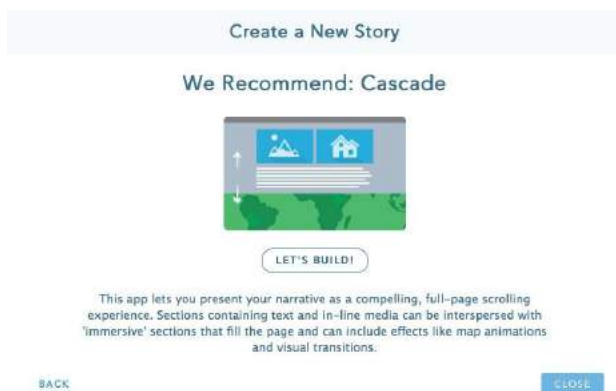 Create a New Story
We Recommend: Cascade
LET'S BUILD!
This app lets you present your narrative as a compelling, full-page scrolling
experience. Sections containing text and in-line media can be interspersed with
'immersive' sections that fill the page and can include effects like map animations
and visual transitions.
BACK
CLOSE